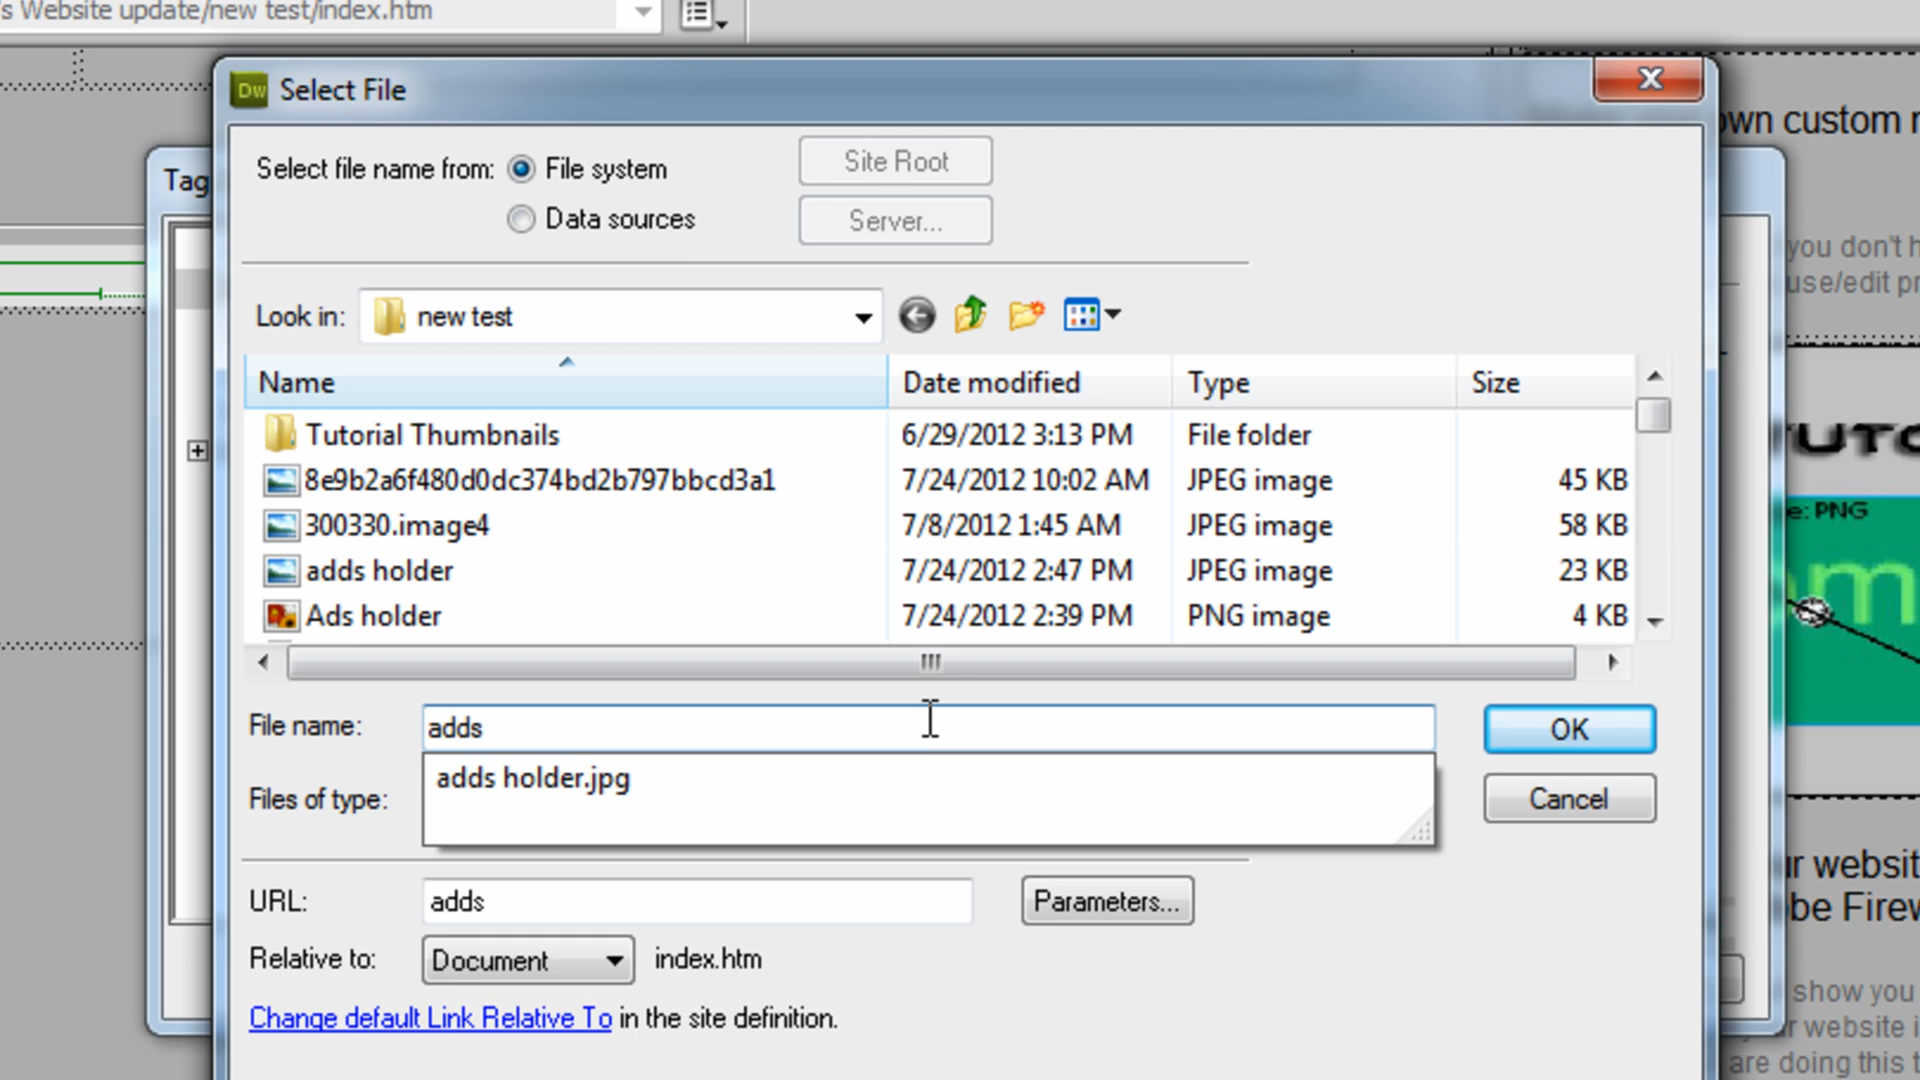 's Website update/new test/index.htm
Dw Select File
own custom
Tag
Select file name from: File system
Site Root
Data sources
Server...
you don't
use/edit
Look in: new test
Name Date modified Type Size
Tutorial Thumbnails 6/29/2012 3:13 PM File folder
8e9b2a6f480d0dc374bd2b797bbcd3a1 7/24/2012 10:02 AM JPEG image 45 KB
300330.image4 7/8/2012 1:45 AM JPEG image 58 KB
adds holder 7/24/2012 2:47 PM JPEG image 23 KB
Ads holder 7/24/2012 2:39 PM PNG image 4 KB
TUTO
e: PNG
om
File name: adds
OK
adds holder.jpg
Files of type:
Cancel
ur websit
be Firew
URL: adds
Parameters...
Relative to: Document index.htm
Change default Link Relative To in the site definition.
show you
ur website i
are doing this t